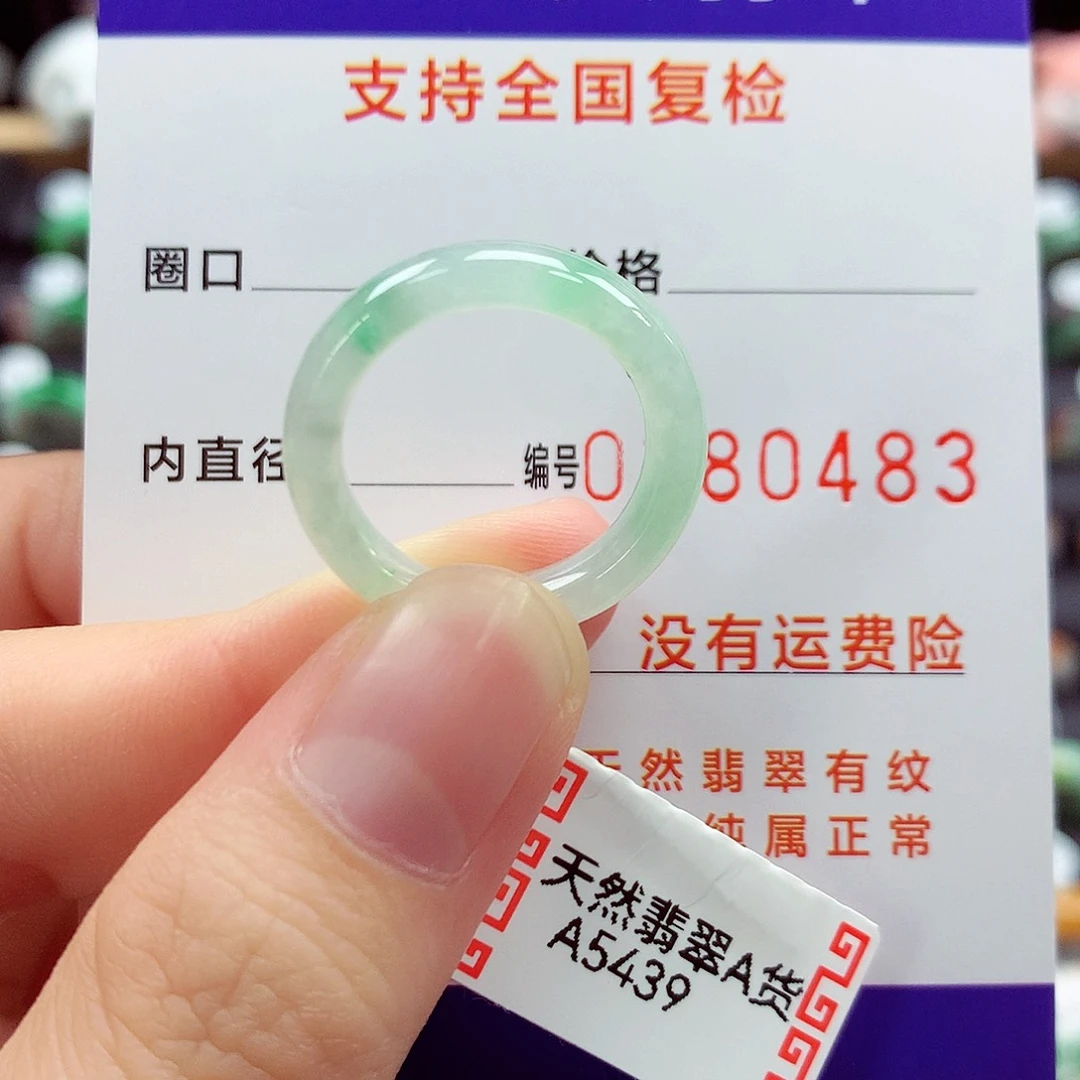 支持全国复检
圈口 格
内直径 编号0 80483
没有运费险
天然翡翠有纹
纯属正常
天然翡翠A货
A5439